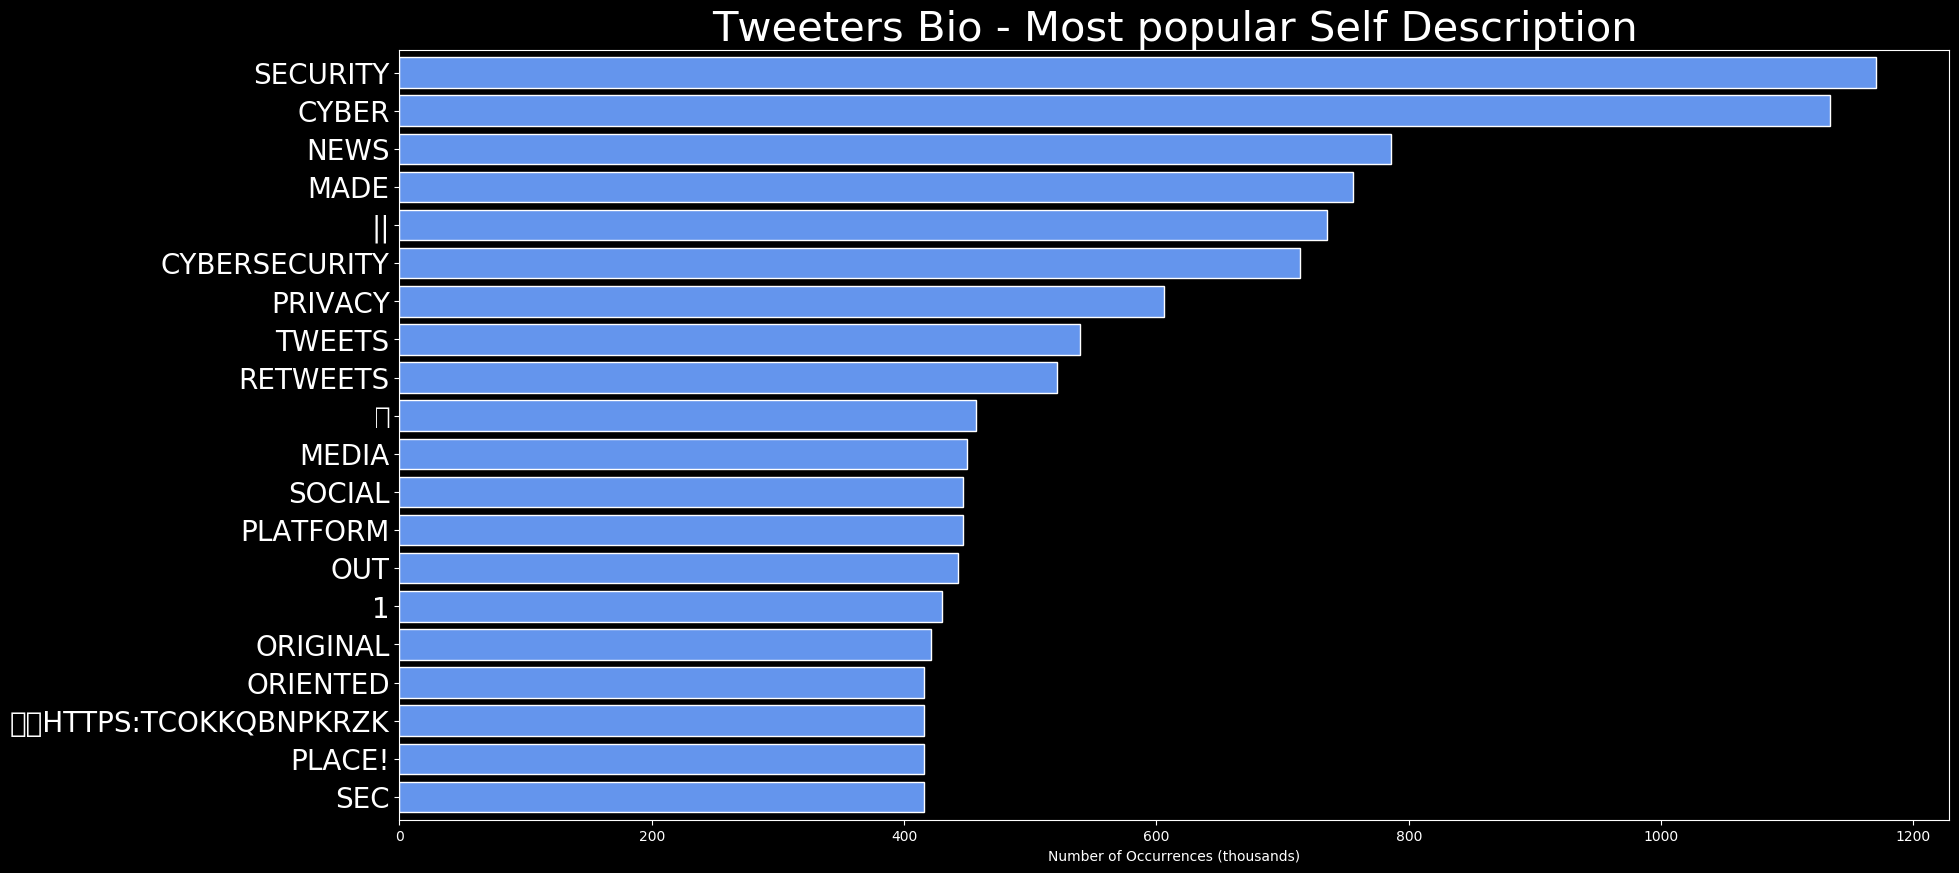 Tweeters Bio - Most popular Self Description
SECURITY
CYBER
NEWS
MADE
||
CYBERSECURITY
PRIVACY
TWEETS
RETWEETS
MEDIA
SOCIAL
PLATFORM
OUT
1
ORIGINAL
ORIENTED
HTTPS:TCOKKQBNPKRZK
PLACE!
SEC
0 200 400 600 800 1000 1200
Number of Occurrences (thousands)